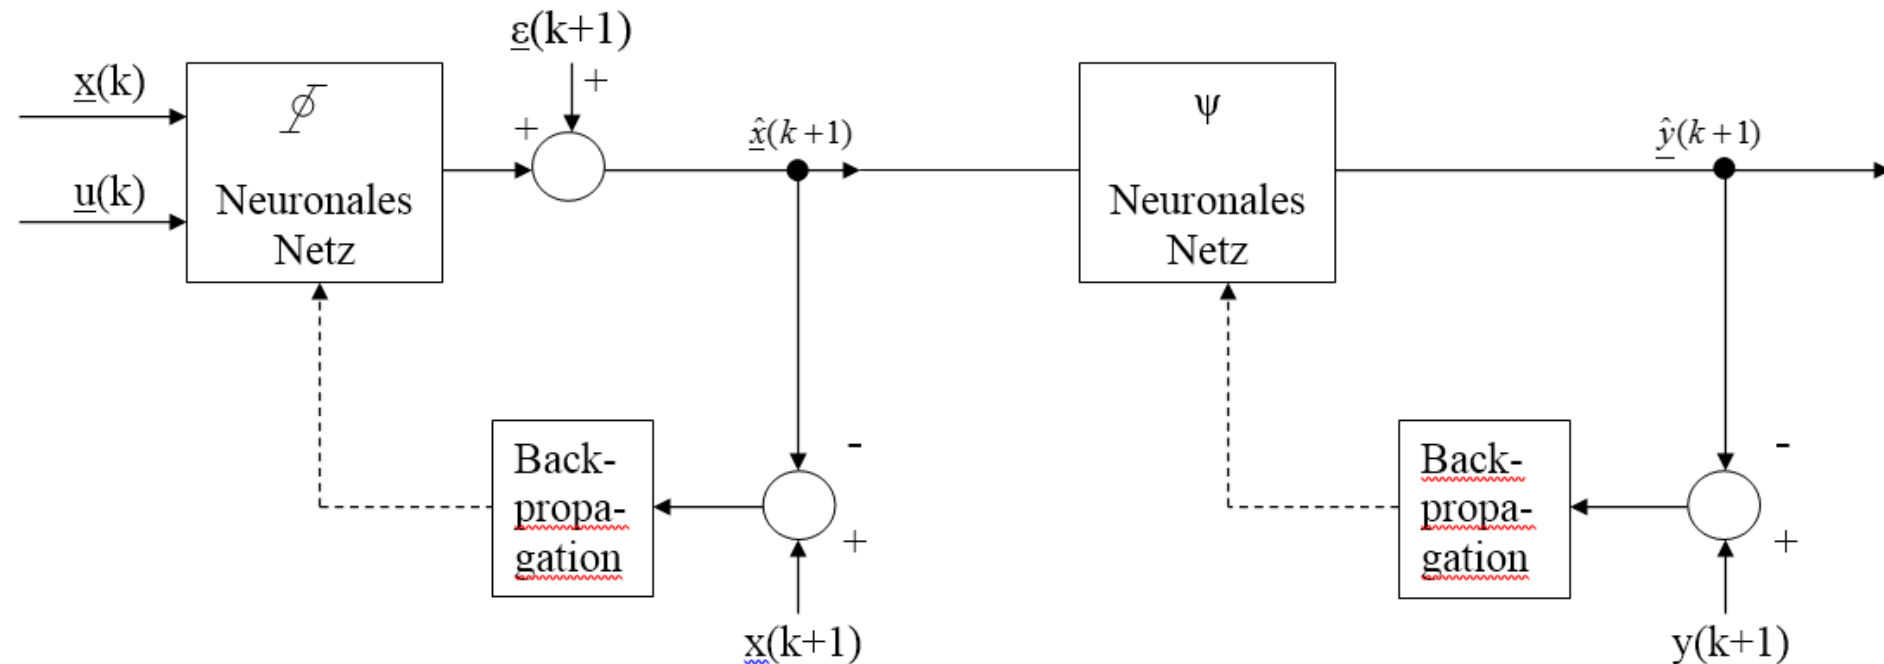 ε(k+1)
+
x(k)
ϕ
+
x̂(k+1)
ψ
ŷ(k+1)
u(k)
Neuronales
Netz
Neuronales
Netz
Back-
propa-
gation
-
+
x(k+1)
Back-
propa-
gation
-
+
y(k+1)